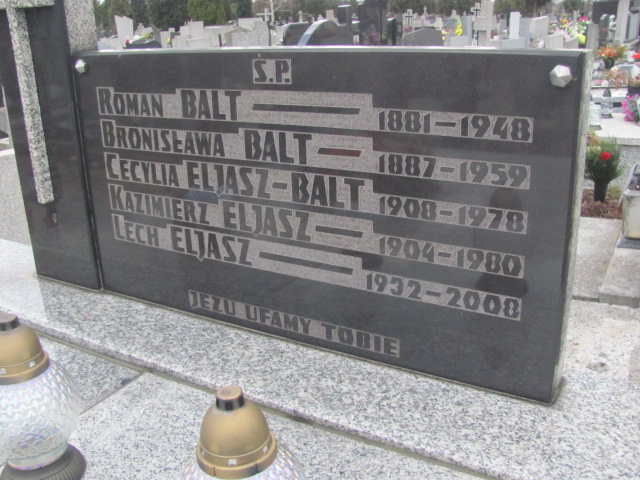 Ś.P.
ROMAN BALT 1881-1948
BRONISŁAWA BALT 1887-1959
CECYLIA ELJASZ-BALT 1908-1978
KAZIMIERZ ELJASZ 1904-1980
LECH ELJASZ 1932-2008
JEZU UFAMY TOBIE